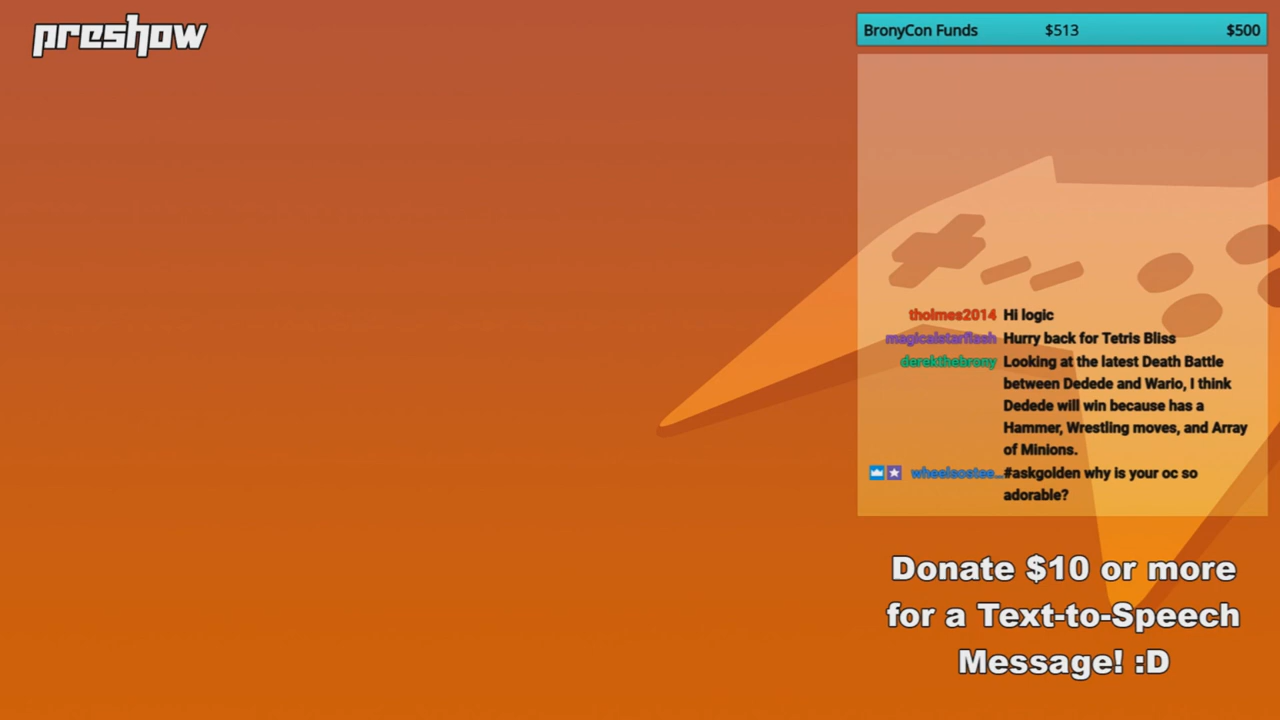 preshow
BronyCon Funds $513 $500
tholmes2014 Hi logic
magicalstarflash Hurry back for Tetris Bliss
derekthebrony Looking at the latest Death Battle
between Dedede and Wario, I think
Dedede will win because has a
Hammer, Wrestling moves, and Array
of Minions.
wheelsostee... #askgolden why is your oc so
adorable?
Donate $10 or more
for a Text-to-Speech
Message! :D